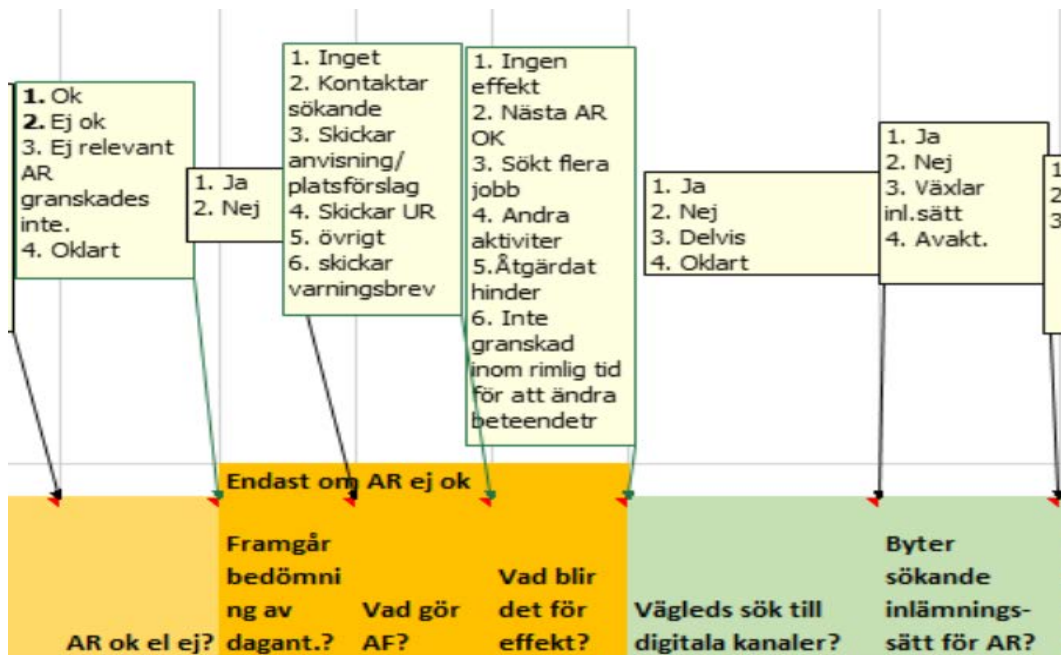 1. Ok
2. Ej ok
3. Ej relevant
AR
granskades
inte.
4. Oklart
1. Ja
2. Nej
1. Inget
2. Kontaktar
sökande
3. Skickar
anvisning/
platsförslag
4. Skickar UR
5. övrigt
6. skickar
varningsbrev
1. Ingen
effekt
2. Nästa AR
OK
3. Sökt flera
jobb
4. Andra
aktiviter
5.Åtgärdat
hinder
6. Inte
granskad
inom rimlig tid
för att ändra
beteendetr
1. Ja
2. Nej
3. Delvis
4. Oklart
1. Ja
2. Nej
3. Växlar
inl.sätt
4. Avakt.
1
2
3
Endast om AR ej ok
AR ok el ej?
Framgår
bedömni
ng av
dagant.?
Vad gör
AF?
Vad blir
det för
effekt?
Vägleds sök till
digitala kanaler?
Byter
sökande
inlämnings-
sätt för AR?